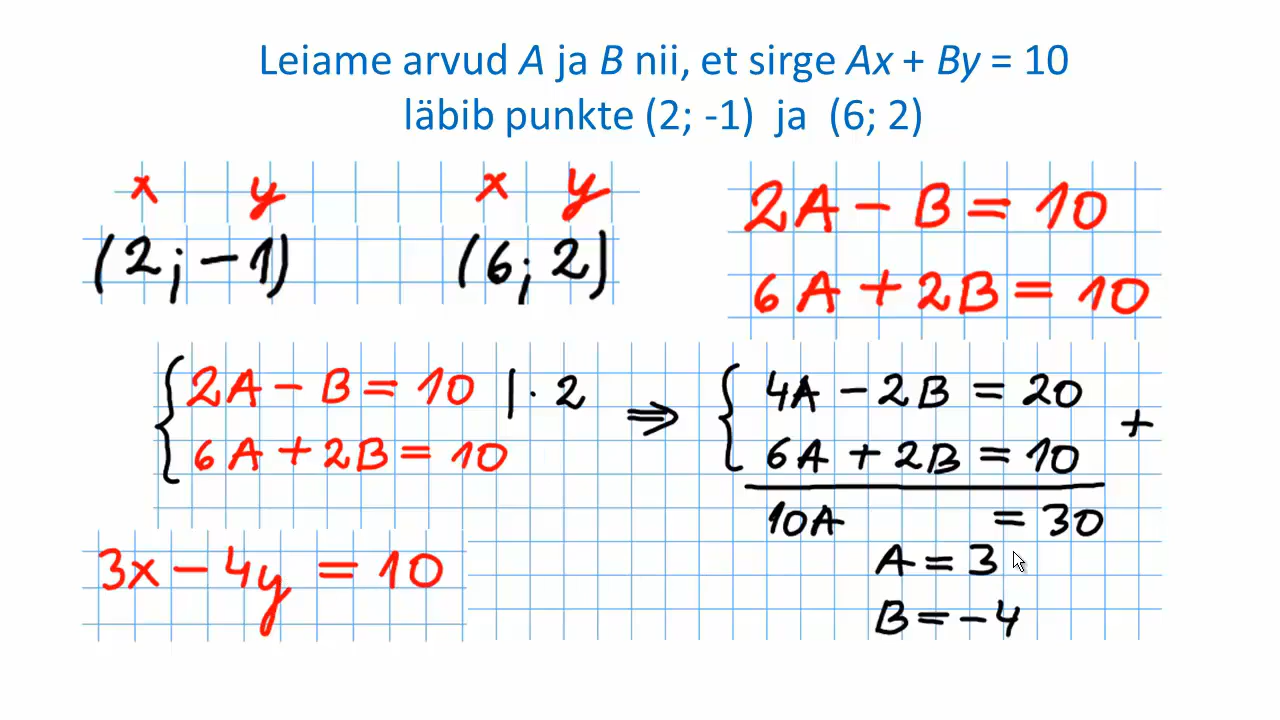 Leiame arvud A ja B nii, et sirge Ax + By = 10
läbib punkte (2; -1) ja (6; 2)
x y x y
(2; -1) (6; 2)
2A - B = 10
6A + 2B = 10
{ 2A - B = 10 | · 2
6A + 2B = 10
⇒
{ 4A - 2B = 20
6A + 2B = 10
+
10A = 30
A = 3
B = -4
3x - 4y = 10